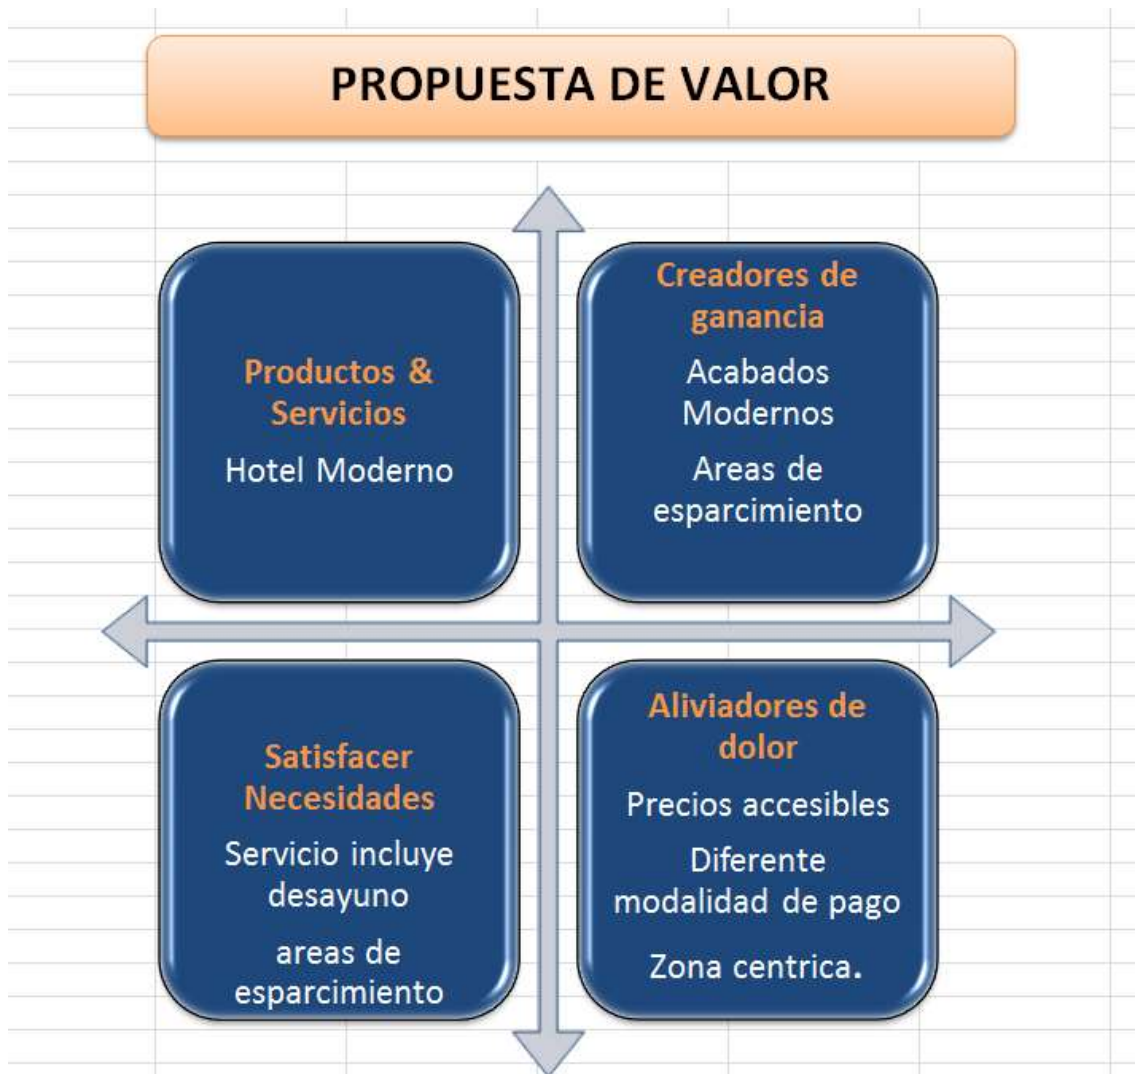 PROPUESTA DE VALOR
Productos &
Servicios
Hotel Moderno
Creadores de
ganancia
Acabados
Modernos
Areas de
esparcimiento
Satisfacer
Necesidades
Servicio incluye
desayuno
areas de
esparcimiento
Aliviadores de
dolor
Precios accesibles
Diferente
modalidad de pago
Zona centrica.